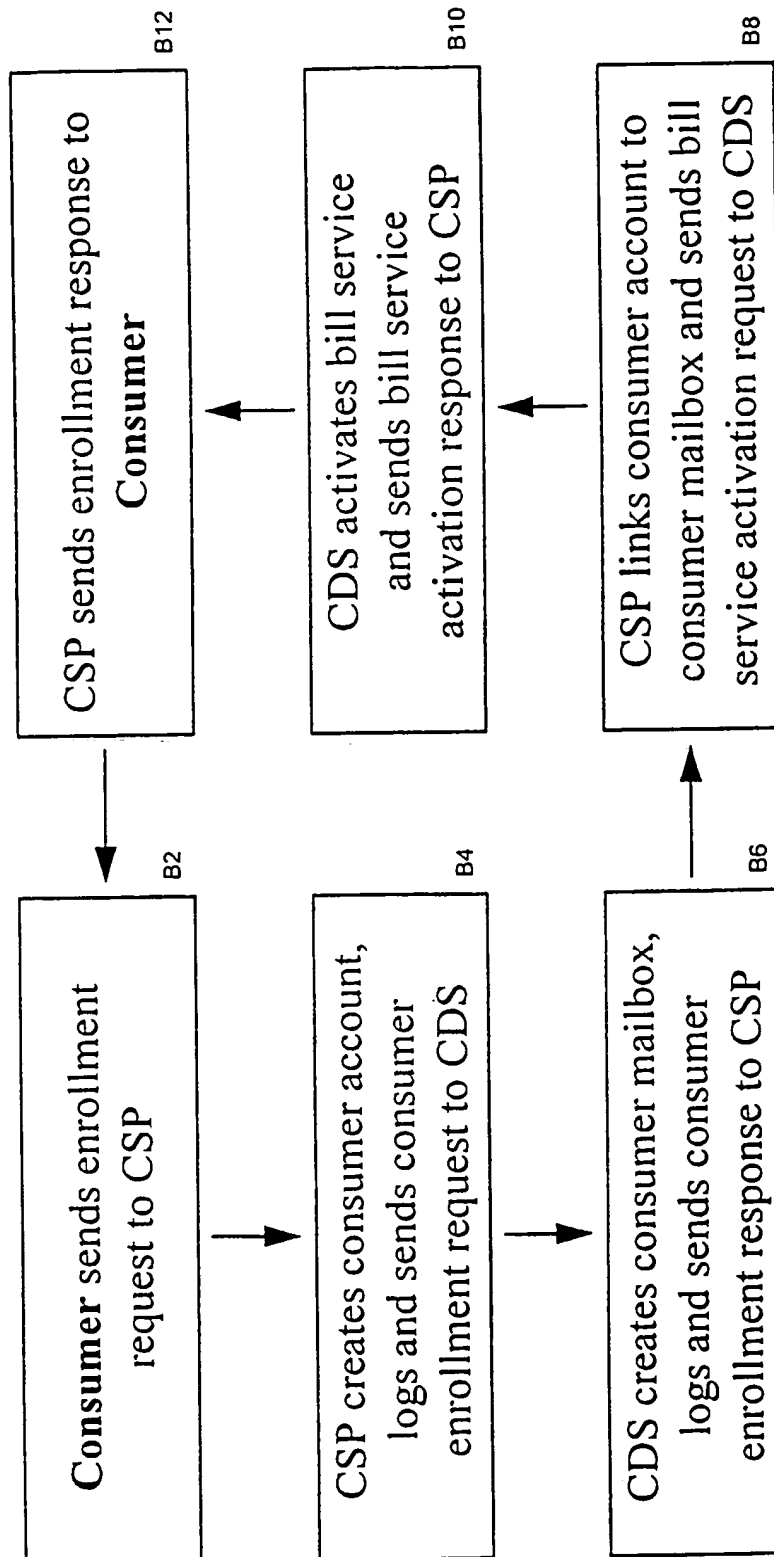 Consumer sends enrollment
request to CSP
B2
CSP creates consumer account,
logs and sends consumer
enrollment request to CDS
B4
CDS creates consumer mailbox,
logs and sends consumer
enrollment response to CSP
B6
CSP links consumer account to
consumer mailbox and sends bill
service activation request to CDS
B8
CDS activates bill service
and sends bill service
activation response to CSP
B10
CSP sends enrollment response to
Consumer
B12